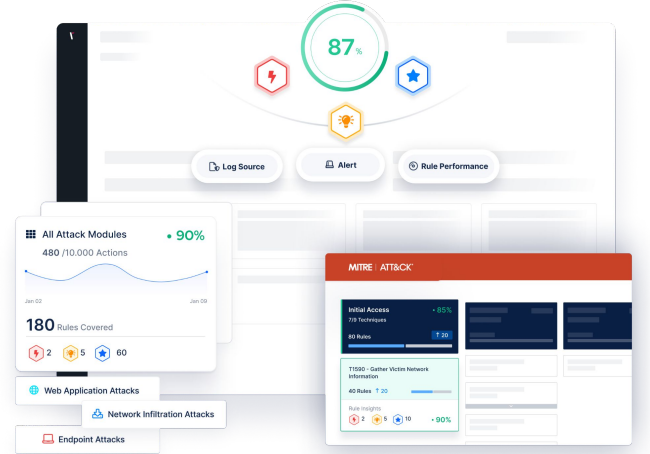 87%
Log Source
Alert
Rule Performance
All Attack Modules
90%
480 /10.000 Actions
Jan 02
Jan 09
180 Rules Covered
2
5
60
Web Application Attacks
Network Infiltration Attacks
Endpoint Attacks
MITRE | ATT&CK
Initial Access
85%
7/9 Techniques
80 Rules
↑ 20
T1590 - Gather Victim Network
Information
40 Rules ↑ 20
Rule Insights
2
5
10
90%